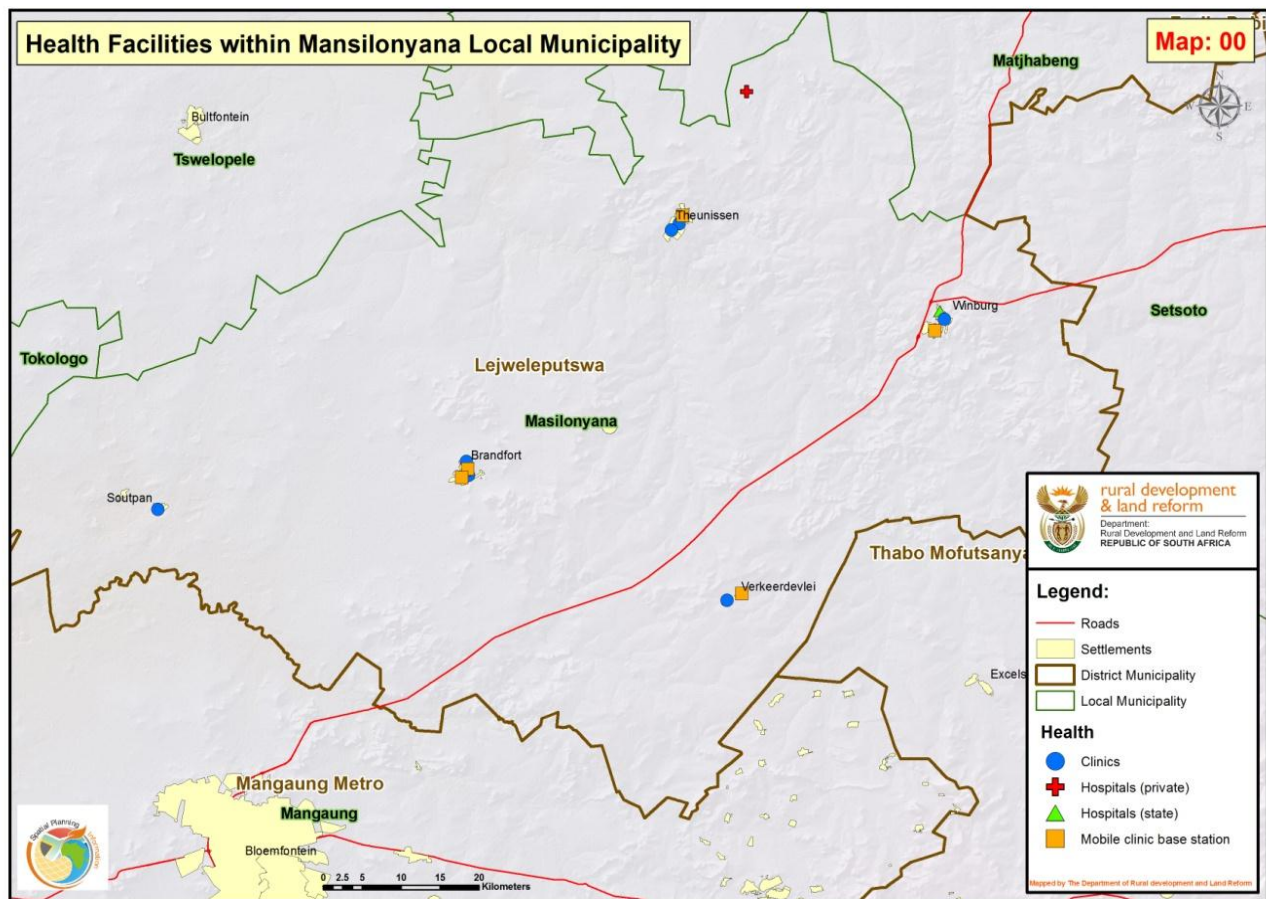 Health Facilities within Mansilonyana Local Municipality
Map: 00
Matjhabeng
N
W E
S
Bultfontein
Tswelopele
Theunissen
Winburg
Setsoto
Tokologo
Lejweleputswa
Masilonyana
Brandfort
Soutpan
Thabo Mofutsanya
Verkeerdevlei
Excels
Mangaung Metro
Mangaung
Bloemfontein
0 2.5 5 10 15 20
Kilometers
Spatial Planning
Information
rural development
& land reform
Department:
Rural Development and Land Reform
REPUBLIC OF SOUTH AFRICA
Legend:
Roads
Settlements
District Municipality
Local Municipality
Health
Clinics
Hospitals (private)
Hospitals (state)
Mobile clinic base station
Mapped by The Department of Rural development and Land Reform